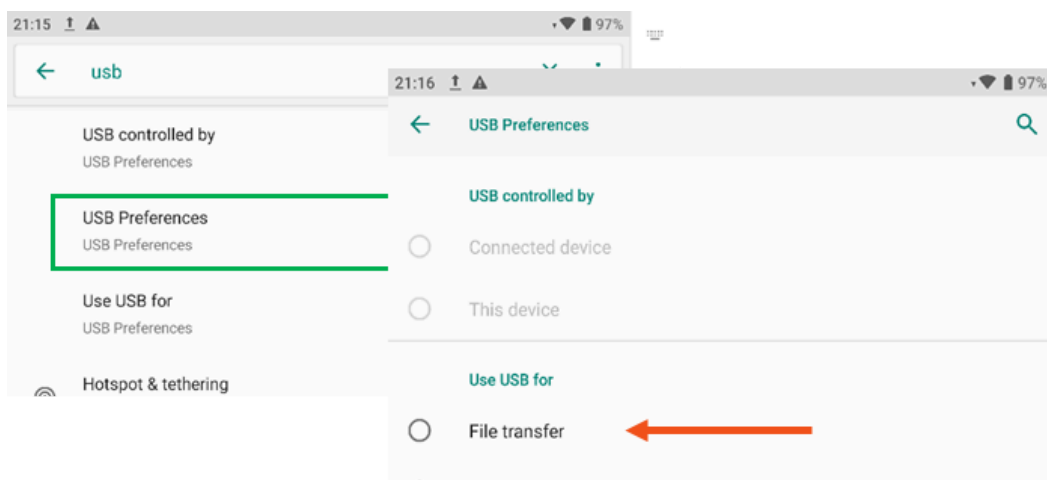 21:15
97%
usb
USB controlled by
USB Preferences
USB Preferences
USB Preferences
Use USB for
USB Preferences
Hotspot & tethering
21:16
97%
USB Preferences
USB controlled by
Connected device
This device
Use USB for
File transfer